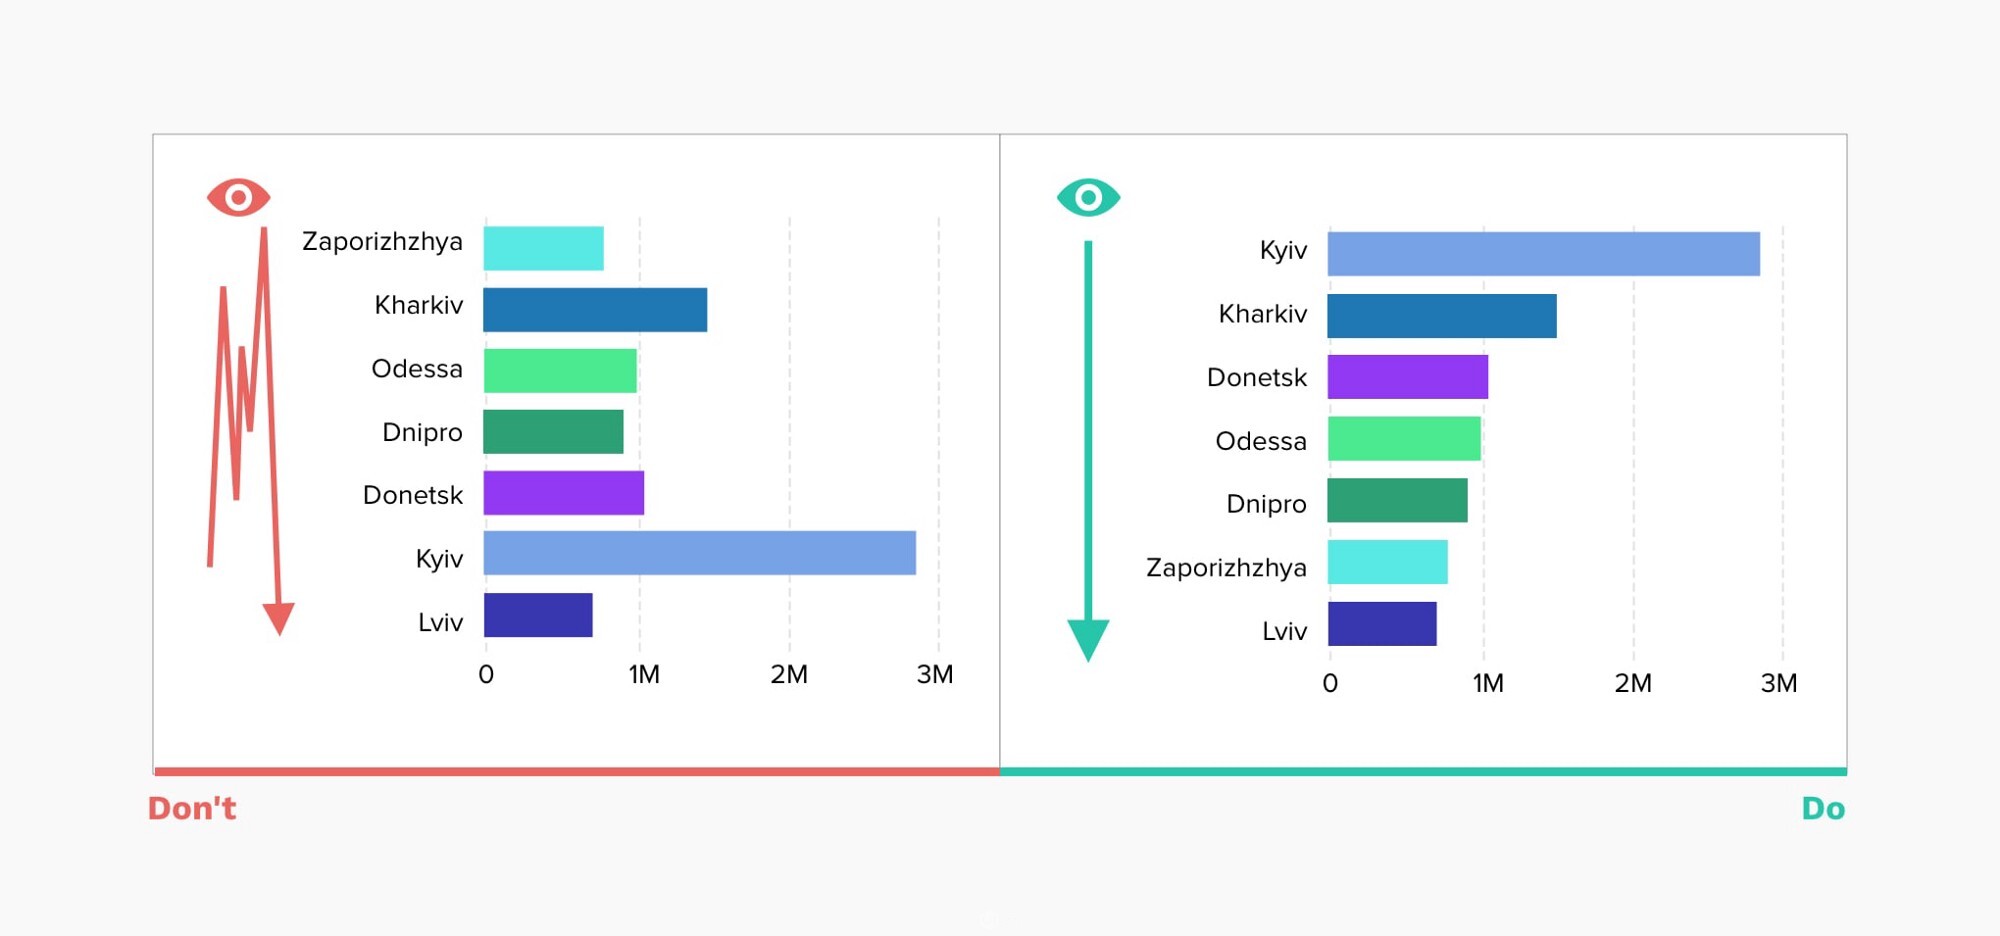 Zaporizhzhya
Kharkiv
Odessa
Dnipro
Donetsk
Kyiv
Lviv
0 1M 2M 3M
Kyiv
Kharkiv
Donetsk
Odessa
Dnipro
Zaporizhzhya
Lviv
0 1M 2M 3M
Don't
Do